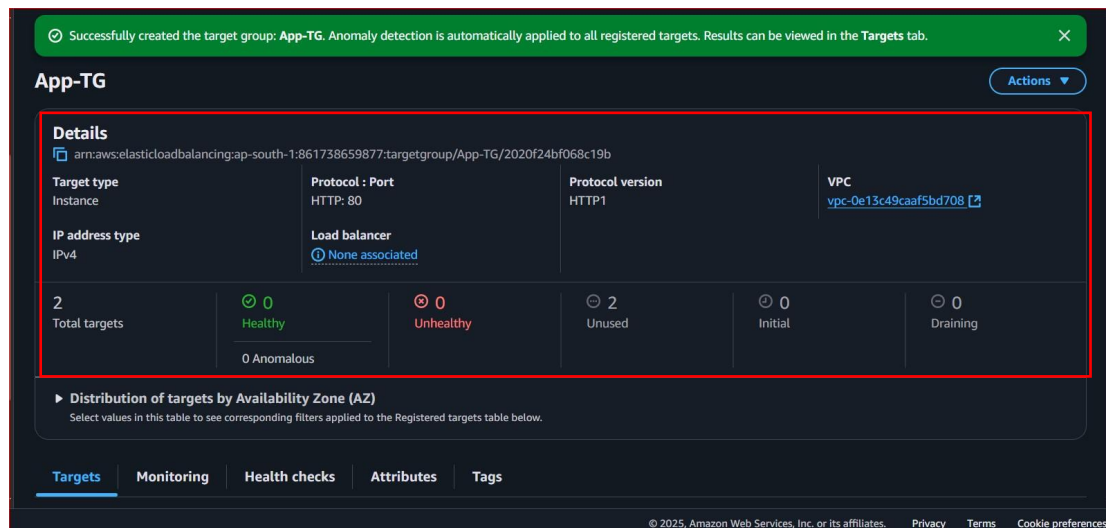 Successfully created the target group: App-TG. Anomaly detection is automatically applied to all registered targets. Results can be viewed in the Targets tab.
App-TG
Actions
Details
arn:aws:elasticloadbalancing:ap-south-1:861738659877:targetgroup/App-TG/2020f24bf068c19b
Target type
Instance
Protocol : Port
HTTP: 80
Protocol version
HTTP1
VPC
vpc-0e13c49caaf5bd708
IP address type
IPv4
Load balancer
None associated
2
Total targets
0
Healthy
0 Anomalous
0
Unhealthy
2
Unused
0
Initial
0
Draining
Distribution of targets by Availability Zone (AZ)
Select values in this table to see corresponding filters applied to the Registered targets table below.
Targets Monitoring Health checks Attributes Tags
© 2025, Amazon Web Services, Inc. or its affiliates. Privacy Terms Cookie preferences